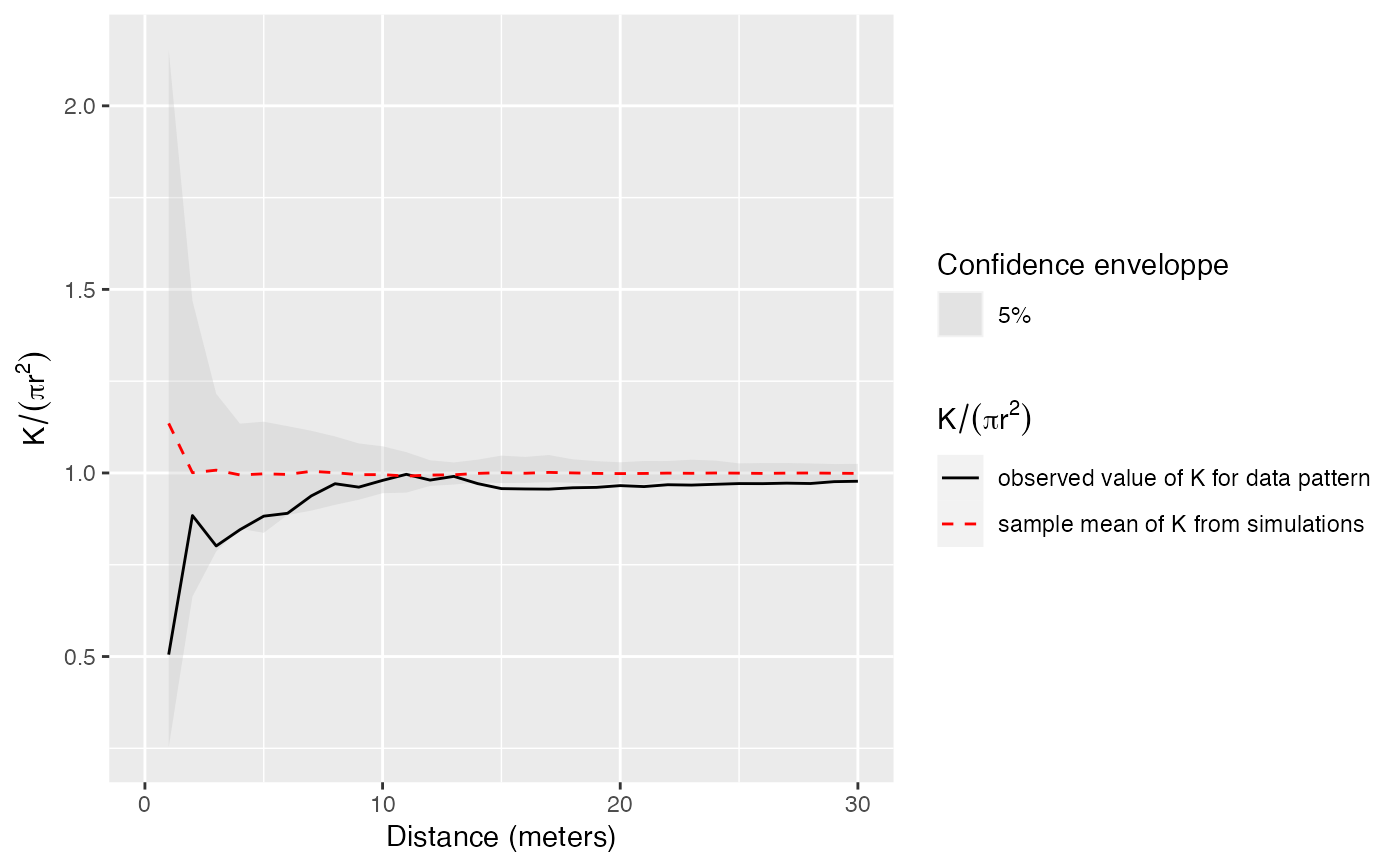 2.0
1.5
1.0
0.5
K/(πr²)
0
10
20
30
Distance (meters)
Confidence enveloppe
5%
K/(πr²)
observed value of K for data pattern
sample mean of K from simulations